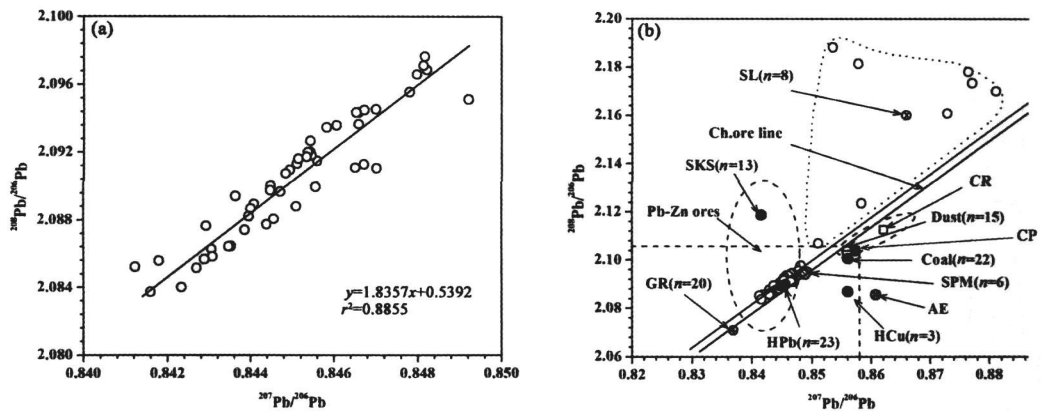 (a)
2.100
2.096
2.092
2.088
2.084
2.080
²⁰⁸Pb/²⁰⁶Pb
y=1.8357x+0.5392
r²=0.8855
0.840 0.842 0.844 0.846 0.848 0.850
²⁰⁷Pb/²⁰⁶Pb
(b)
2.20
2.18
2.16
2.14
2.12
2.10
2.08
2.06
²⁰⁸Pb/²⁰⁶Pb
SL(n=8)
Ch.ore line
SKS(n=13)
CR
Pb-Zn ores
Dust(n=15)
CP
Coal(n=22)
GR(n=20)
SPM(n=6)
AE
HPb(n=23)
HCu(n=3)
0.82 0.83 0.84 0.85 0.86 0.87 0.88
²⁰⁷Pb/²⁰⁶Pb